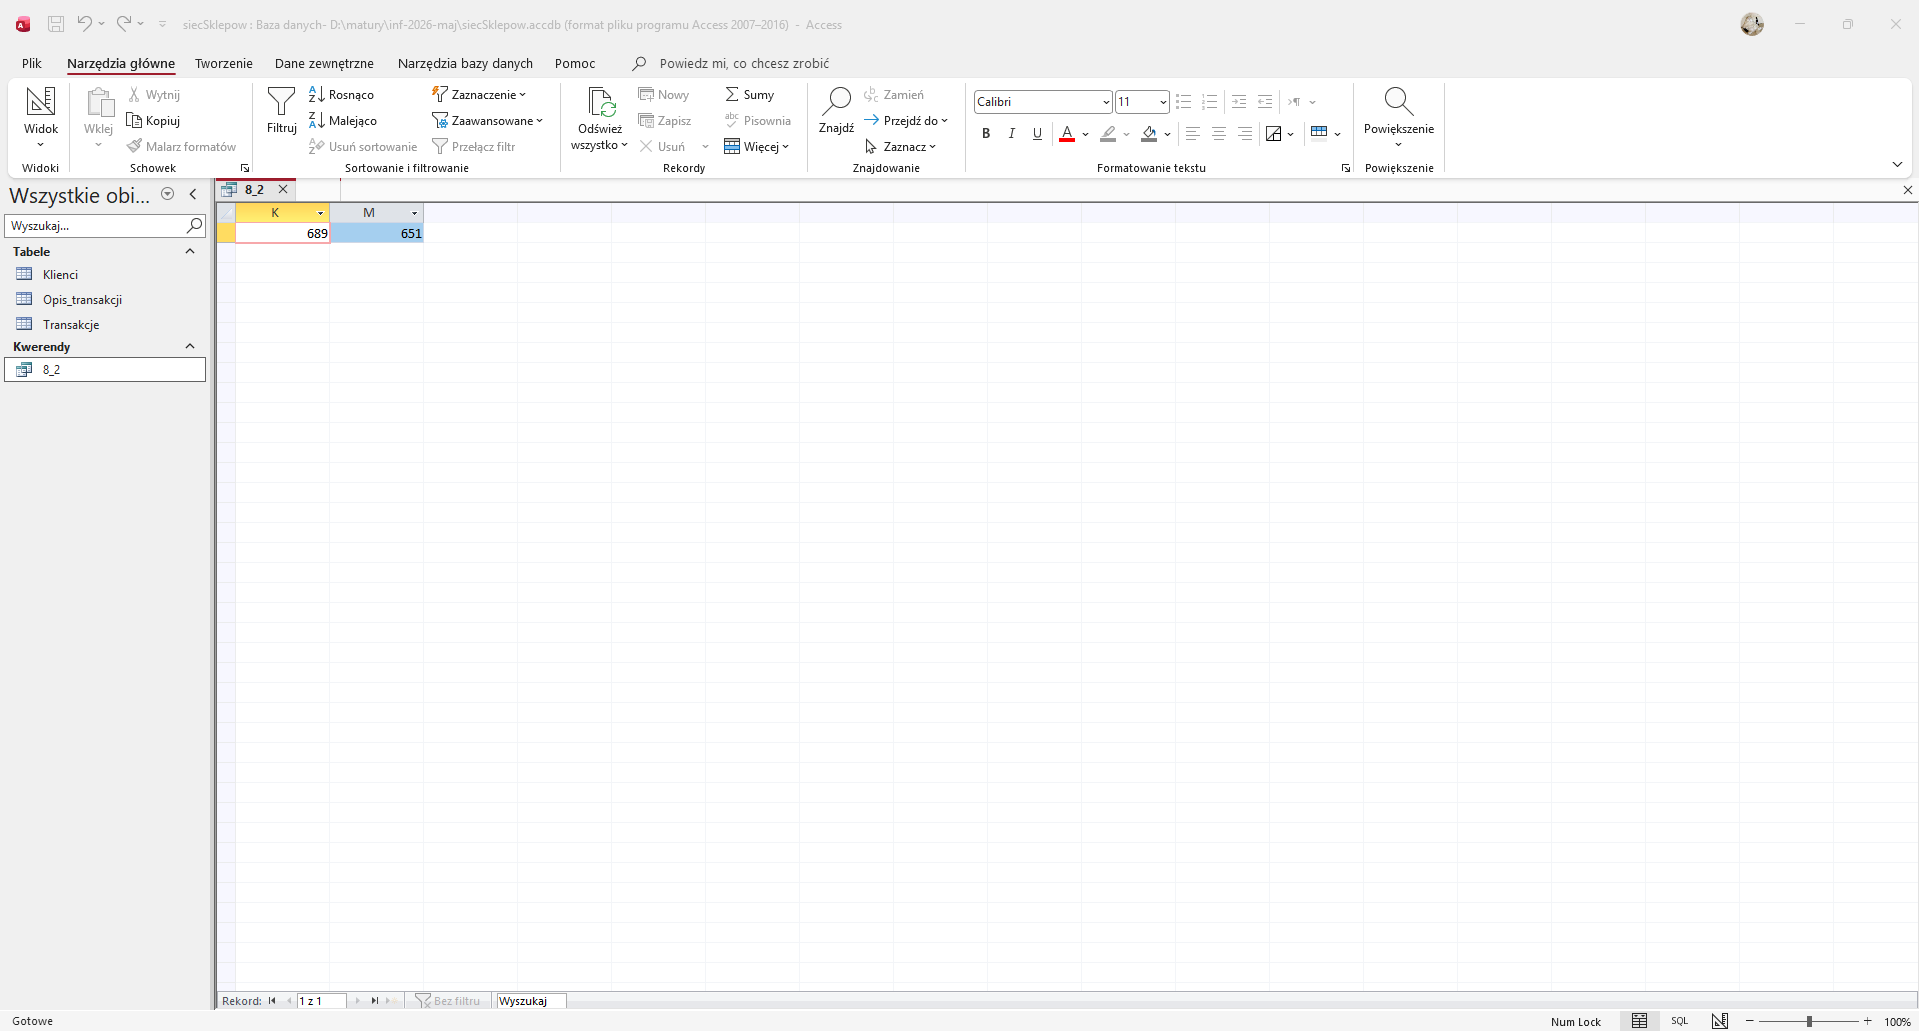 siecSklepow : Baza danych- D:\matury\inf-2026-maj\siecSklepow.accdb (format pliku programu Access 2007–2016) - Access
Plik Narzędzia główne Tworzenie Dane zewnętrzne Narzędzia bazy danych Pomoc Powiedz mi, co chcesz zrobić
Widok
Widoki
Wklej
Wytnij
Kopiuj
Malarz formatów
Schowek
Filtruj
Rosnąco
Malejąco
Usuń sortowanie
Zaznaczenie
Zaawansowane
Przełącz filtr
Sortowanie i filtrowanie
Odśwież
wszystko
Nowy
Zapisz
Usuń
Sumy
Pisownia
Więcej
Rekordy
Znajdź
Zamień
Przejdź do
Zaznacz
Znajdowanie
Calibri 11
B I U A
Formatowanie tekstu
Powiększenie
Powiększenie
Wszystkie obi...
Wyszukaj...
Tabele
Klienci
Opis_transakcji
Transakcje
Kwerendy
8_2
8_2
K M
689 651
Rekord: 1 z 1 Bez filtru Wyszukaj
Gotowe Num Lock SQL 100%